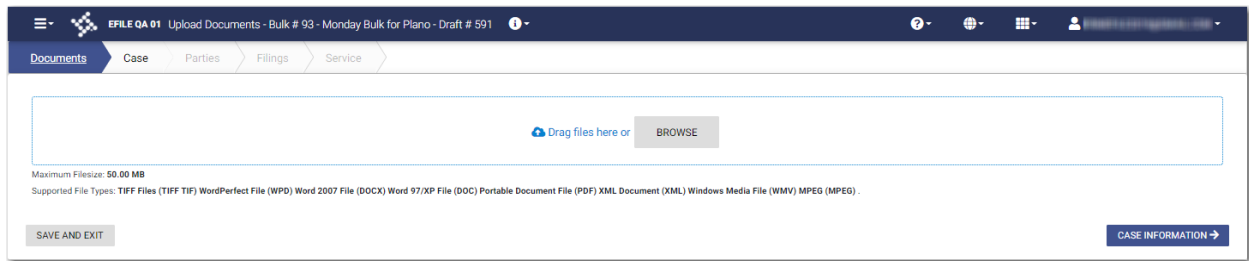 EFILE QA 01 Upload Documents - Bulk # 93 - Monday Bulk for Plano - Draft # 591
Documents Case Parties Filings Service
Drag files here or BROWSE
Maximum Filesize: 50.00 MB
Supported File Types: TIFF Files (TIFF TIF) WordPerfect File (WPD) Word 2007 File (DOCX) Word 97/XP File (DOC) Portable Document File (PDF) XML Document (XML) Windows Media File (WMV) MPEG (MPEG) .
SAVE AND EXIT CASE INFORMATION